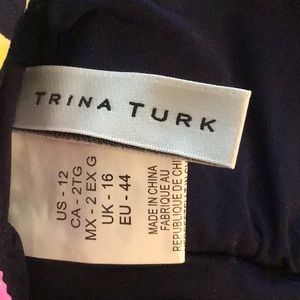 TRINA TURK
US - 12
CA - 2TG
MX - 2 EX G
UK - 16
EU - 44
MADE IN CHINA
FABRIQUE AU
REPUBLIQUE DE CHI